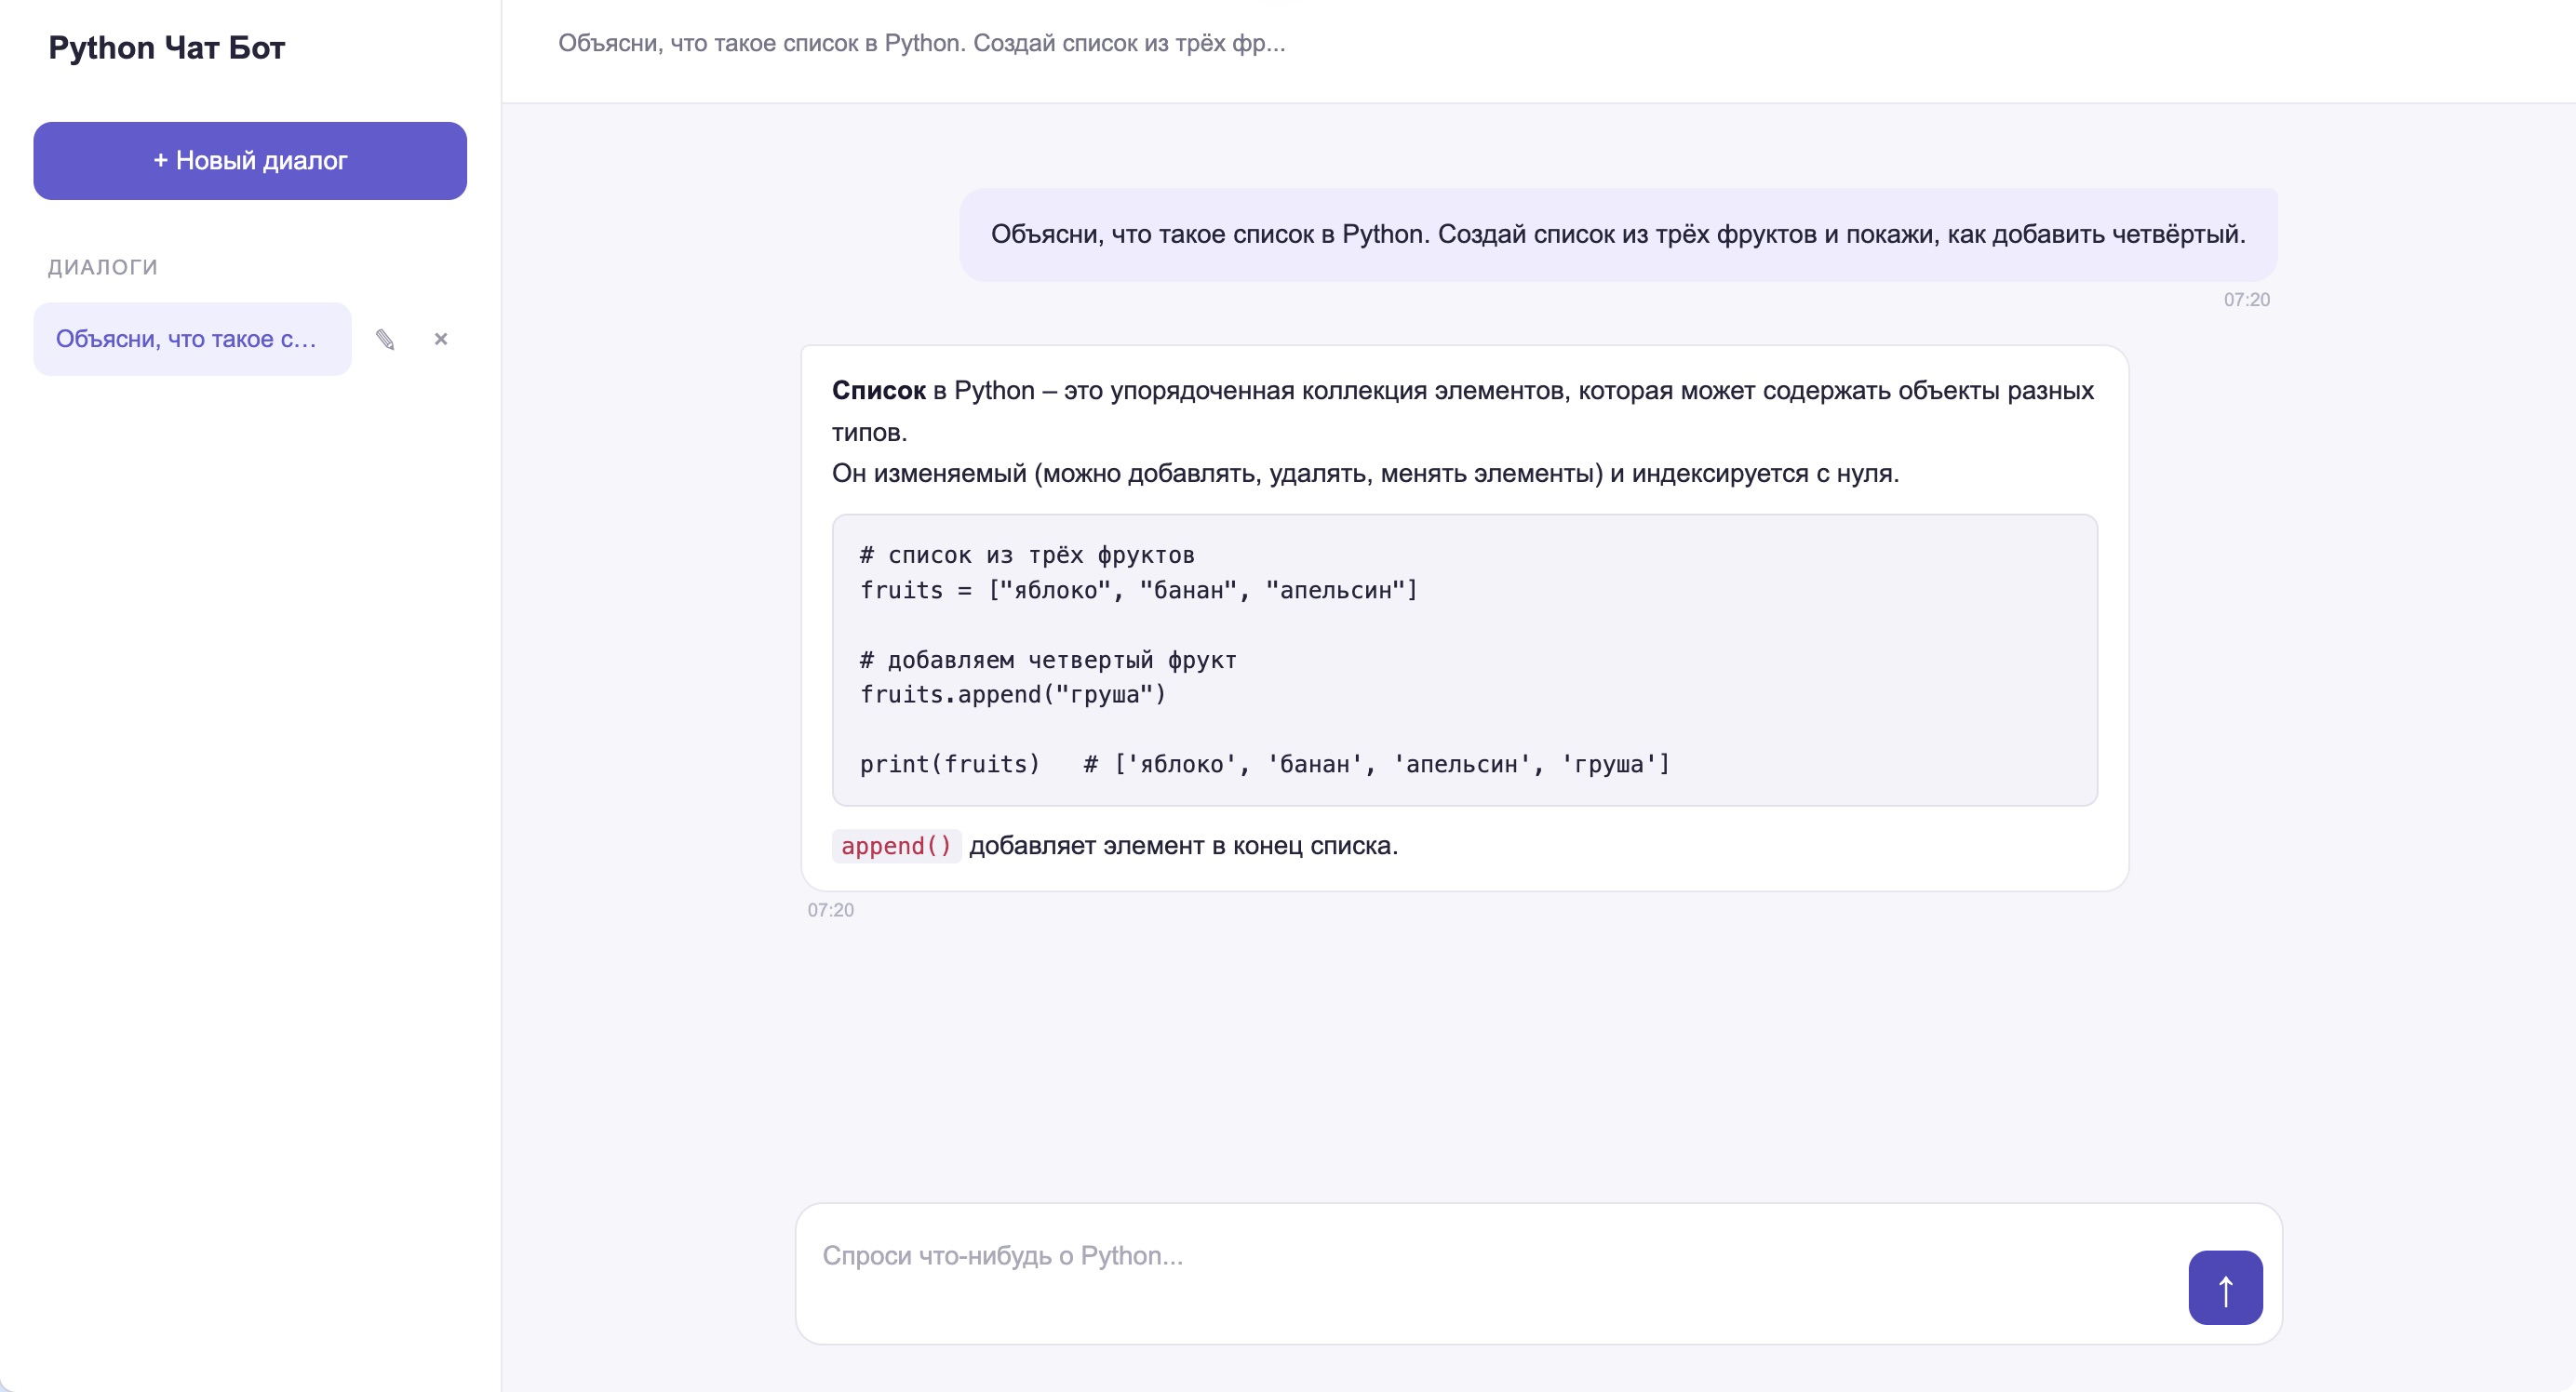 Python Чат Бот
+ Новый диалог
ДИАЛОГИ
Объясни, что такое с...
Объясни, что такое список в Python. Создай список из трёх фр...
Объясни, что такое список в Python. Создай список из трёх фруктов и покажи, как добавить четвёртый.
07:20
Список в Python – это упорядоченная коллекция элементов, которая может содержать объекты разных
типов.
Он изменяемый (можно добавлять, удалять, менять элементы) и индексируется с нуля.
# список из трёх фруктов
fruits = ["яблоко", "банан", "апельсин"]
# добавляем четвертый фрукт
fruits.append("груша")
print(fruits)   # ['яблоко', 'банан', 'апельсин', 'груша']
append() добавляет элемент в конец списка.
07:20
Спроси что-нибудь о Python...